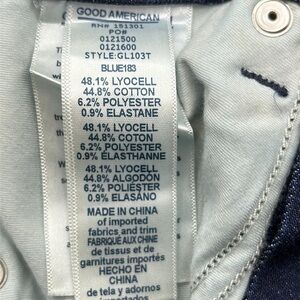 GOOD AMERICAN
RN# 151301
PO#
0121500
0121600
STYLE:GL103T
BLUE183
48.1% LYOCELL
44.8% COTTON
6.2% POLYESTER
0.9% ELASTANE
48.1% LYOCELL
44.8% COTON
6.2% POLYESTER
0.9% ÉLASTHANNE
48.1% LYOCELL
44.8% ALGODÓN
6.2% POLIÉSTER
0.9% ELASANO
MADE IN CHINA
of imported
fabrics and trim
FABRIQUÉ AUX CHINE
de tissus et de
garnitures importés
HECHO EN
CHINA
de tela y adornos
importados